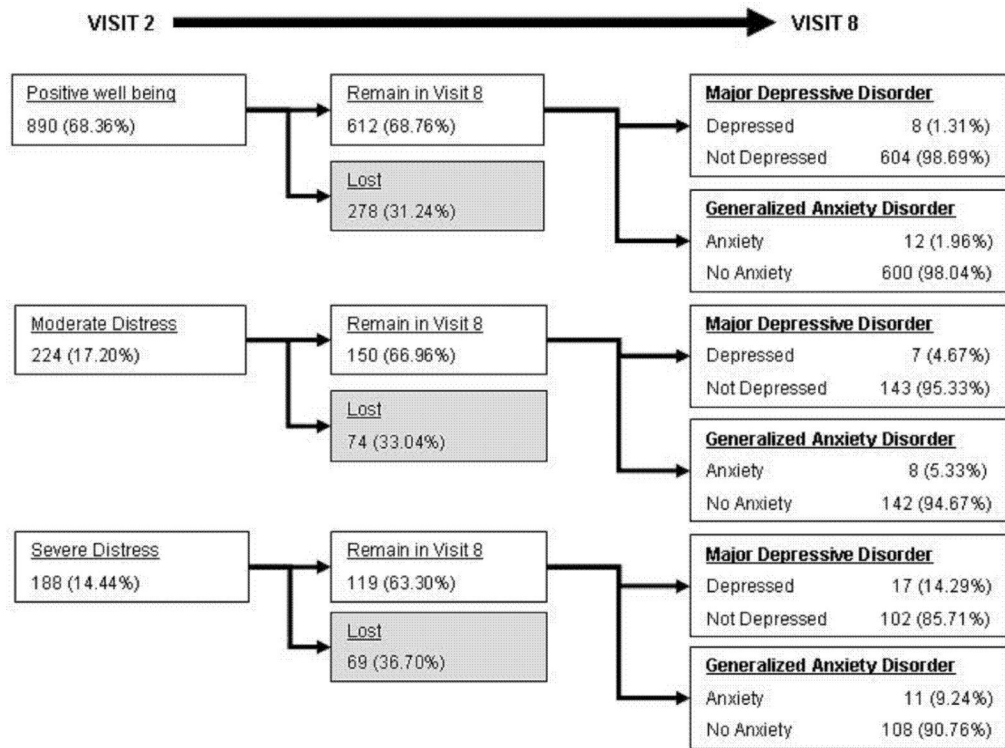 VISIT 2 VISIT 8
Positive well being
890 (68.36%)
Remain in Visit 8
612 (68.76%)
Lost
278 (31.24%)
Major Depressive Disorder
Depressed 8 (1.31%)
Not Depressed 604 (98.69%)
Generalized Anxiety Disorder
Anxiety 12 (1.96%)
No Anxiety 600 (98.04%)
Moderate Distress
224 (17.20%)
Remain in Visit 8
150 (66.96%)
Lost
74 (33.04%)
Major Depressive Disorder
Depressed 7 (4.67%)
Not Depressed 143 (95.33%)
Generalized Anxiety Disorder
Anxiety 8 (5.33%)
No Anxiety 142 (94.67%)
Severe Distress
188 (14.44%)
Remain in Visit 8
119 (63.30%)
Lost
69 (36.70%)
Major Depressive Disorder
Depressed 17 (14.29%)
Not Depressed 102 (85.71%)
Generalized Anxiety Disorder
Anxiety 11 (9.24%)
No Anxiety 108 (90.76%)